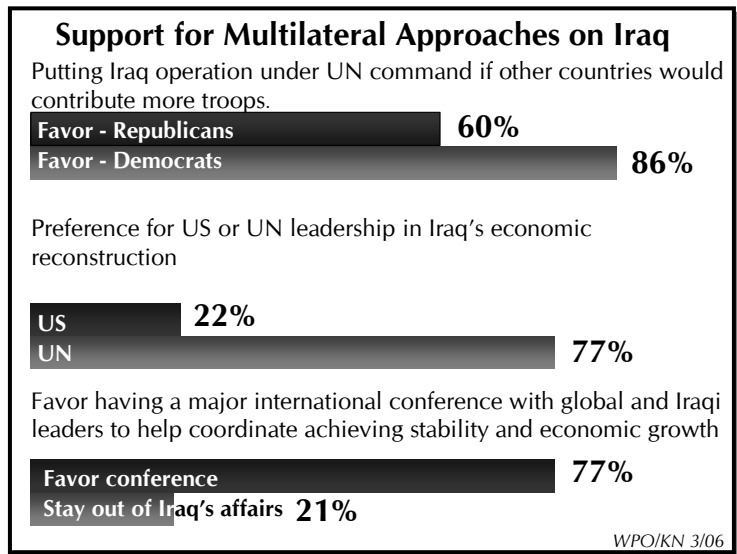 Support for Multilateral Approaches on Iraq
Putting Iraq operation under UN command if other countries would
contribute more troops.
Favor - Republicans 60%
Favor - Democrats 86%
Preference for US or UN leadership in Iraq’s economic
reconstruction
US 22%
UN 77%
Favor having a major international conference with global and Iraqi
leaders to help coordinate achieving stability and economic growth
Favor conference 77%
Stay out of Iraq’s affairs 21%
WPO/KN 3/06